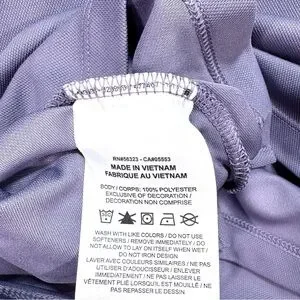 RN#56323 - CA#05553
MADE IN VIETNAM
FABRIQUE AU VIETNAM
BODY / CORPS: 100% POLYESTER
EXCLUSIVE OF DECORATION /
DECORATION NON COMPRISE
WASH WITH LIKE COLORS / DO NOT USE
SOFTENERS / REMOVE IMMEDIATELY / DO
NOT ALLOW TO LAY ON ITSELF WHEN WET /
DO NOT IRON DESIGN
LAVER AVEC COULEURS SIMILAIRES / NE PAS
UTILISER D'ADOUCISSEUR / ENLEVER
IMMÉDIATEMENT / NE PAS LAISSER LE
VÊTEMENT PLIÉ LORSQU'IL EST MOUILLÉ / NE
PAS REPASSER LE DESSIN